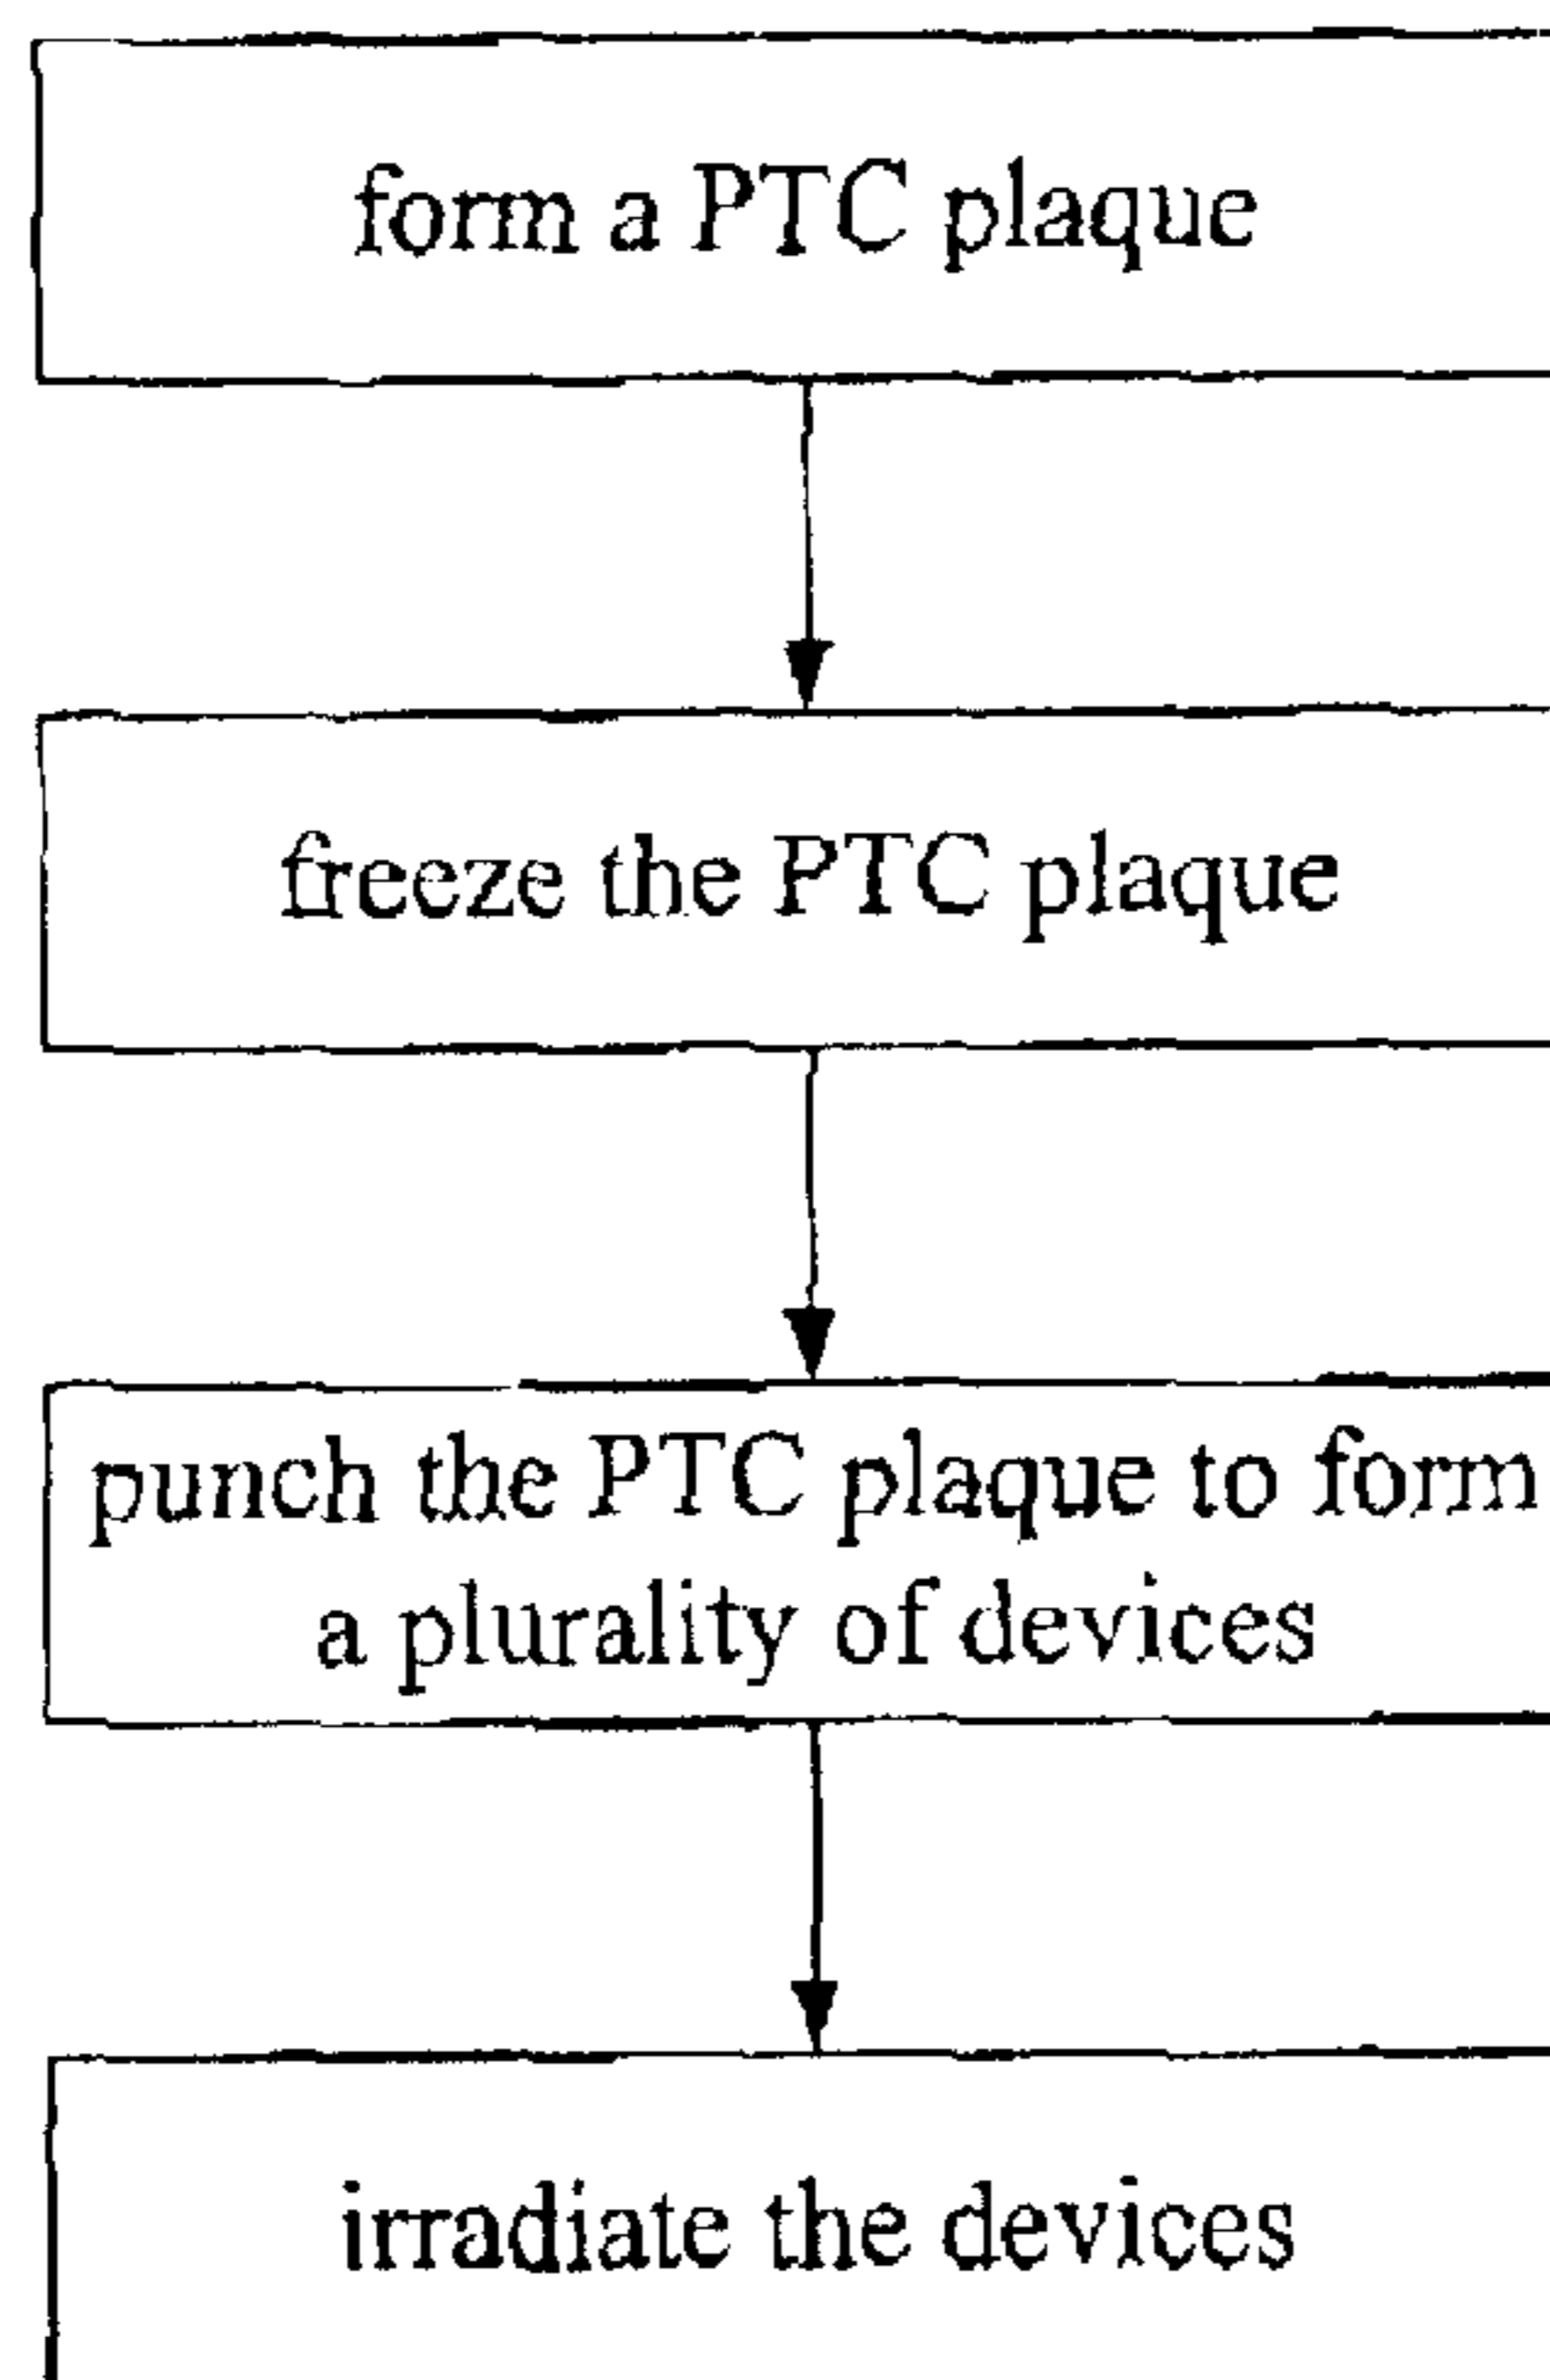 form a PTC plaque
freeze the PTC plaque
punch the PTC plaque to form
a plurality of devices
irradiate the devices